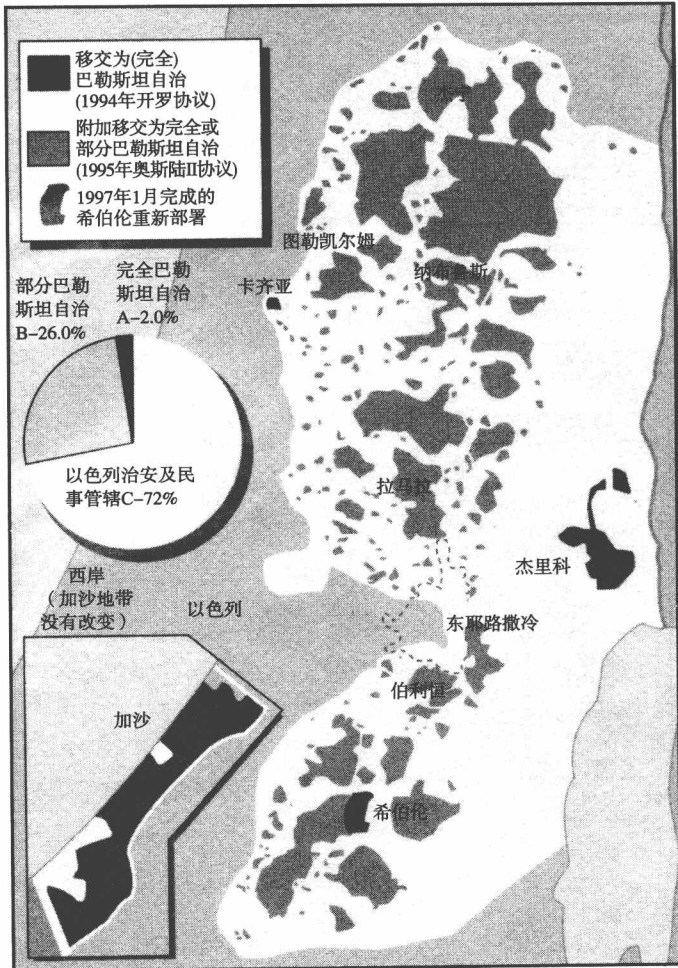 移交为(完全)
巴勒斯坦自治
(1994年开罗协议)
附加移交为完全或
部分巴勒斯坦自治
(1995年奥斯陆II协议)
1997年1月完成的
希伯伦重新部署
杰宁
图勒凯尔姆
纳布鲁斯
卡齐亚
部分巴勒
斯坦自治
B-26.0%
完全巴勒
斯坦自治
A-2.0%
以色列治安及民
事管辖C-72%
拉马拉
杰里科
西岸
(加沙地带
没有改变)
以色列
东耶路撒冷
伯利恒
加沙
希伯伦